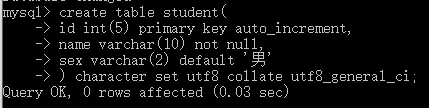 mysql> create table student(
    -> id int(5) primary key auto_increment,
    -> name varchar(10) not null,
    -> sex varchar(2) default '男'
    -> ) character set utf8 collate utf8_general_ci;
Query OK, 0 rows affected (0.03 sec)